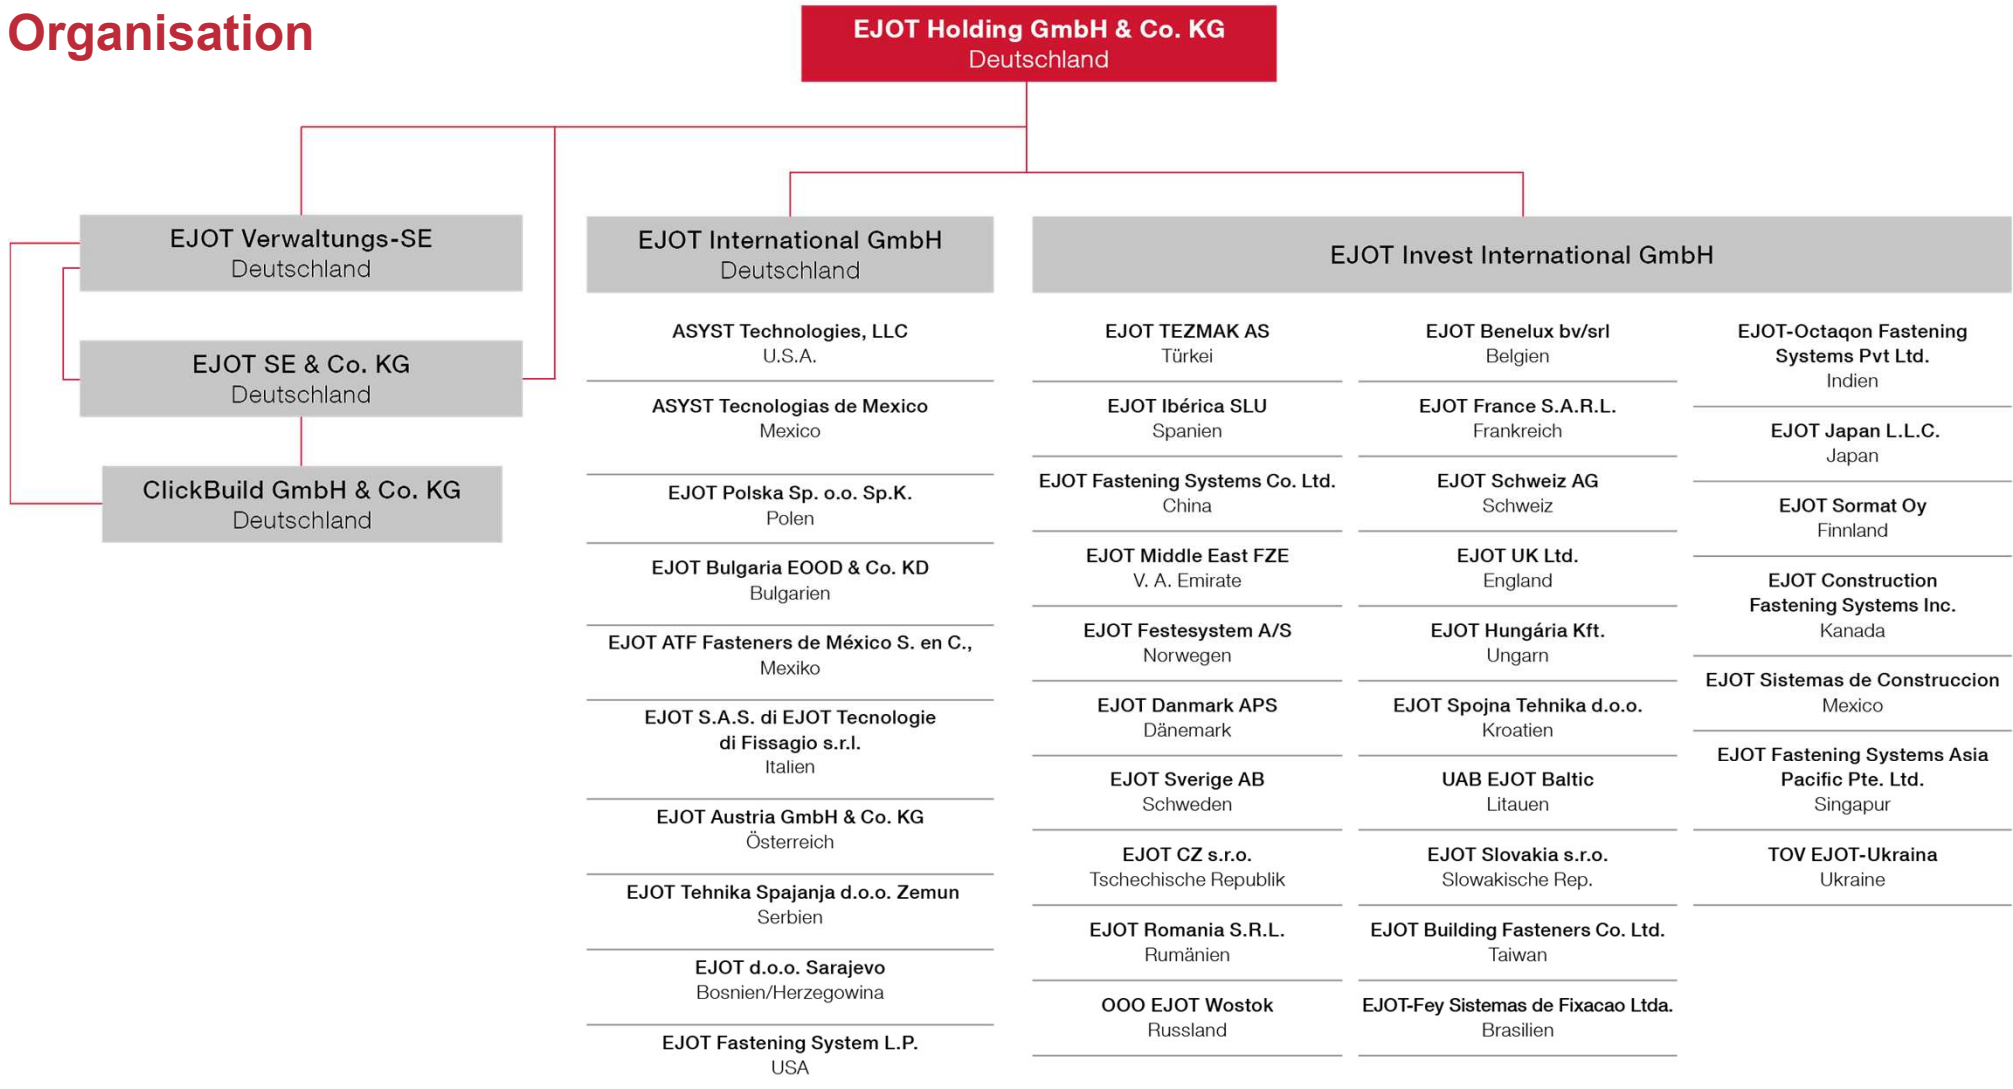 Organisation
EJOT Holding GmbH & Co. KG
Deutschland
EJOT Verwaltungs-SE
Deutschland
EJOT SE & Co. KG
Deutschland
ClickBuild GmbH & Co. KG
Deutschland
EJOT International GmbH
Deutschland
ASYST Technologies, LLC
U.S.A.
ASYST Tecnologias de Mexico
Mexico
EJOT Polska Sp. o.o. Sp.K.
Polen
EJOT Bulgaria EOOD & Co. KD
Bulgarien
EJOT ATF Fasteners de México S. en C.,
Mexiko
EJOT S.A.S. di EJOT Tecnologie
di Fissagio s.r.l.
Italien
EJOT Austria GmbH & Co. KG
Österreich
EJOT Tehnika Spajanja d.o.o. Zemun
Serbien
EJOT d.o.o. Sarajevo
Bosnien/Herzegowina
EJOT Fastening System L.P.
USA
EJOT Invest International GmbH
EJOT TEZMAK AS
Türkei
EJOT Ibérica SLU
Spanien
EJOT Fastening Systems Co. Ltd.
China
EJOT Middle East FZE
V. A. Emirate
EJOT Festesystem A/S
Norwegen
EJOT Danmark APS
Dänemark
EJOT Sverige AB
Schweden
EJOT CZ s.r.o.
Tschechische Republik
EJOT Romania S.R.L.
Rumänien
OOO EJOT Wostok
Russland
EJOT Benelux bv/srl
Belgien
EJOT France S.A.R.L.
Frankreich
EJOT Schweiz AG
Schweiz
EJOT UK Ltd.
England
EJOT Hungária Kft.
Ungarn
EJOT Spojna Tehnika d.o.o.
Kroatien
UAB EJOT Baltic
Litauen
EJOT Slovakia s.r.o.
Slowakische Rep.
EJOT Building Fasteners Co. Ltd.
Taiwan
EJOT-Fey Sistemas de Fixacao Ltda.
Brasilien
EJOT-Octaqon Fastening
Systems Pvt Ltd.
Indien
EJOT Japan L.L.C.
Japan
EJOT Sormat Oy
Finnland
EJOT Construction
Fastening Systems Inc.
Kanada
EJOT Sistemas de Construccion
Mexico
EJOT Fastening Systems Asia
Pacific Pte. Ltd.
Singapur
TOV EJOT-Ukraina
Ukraine